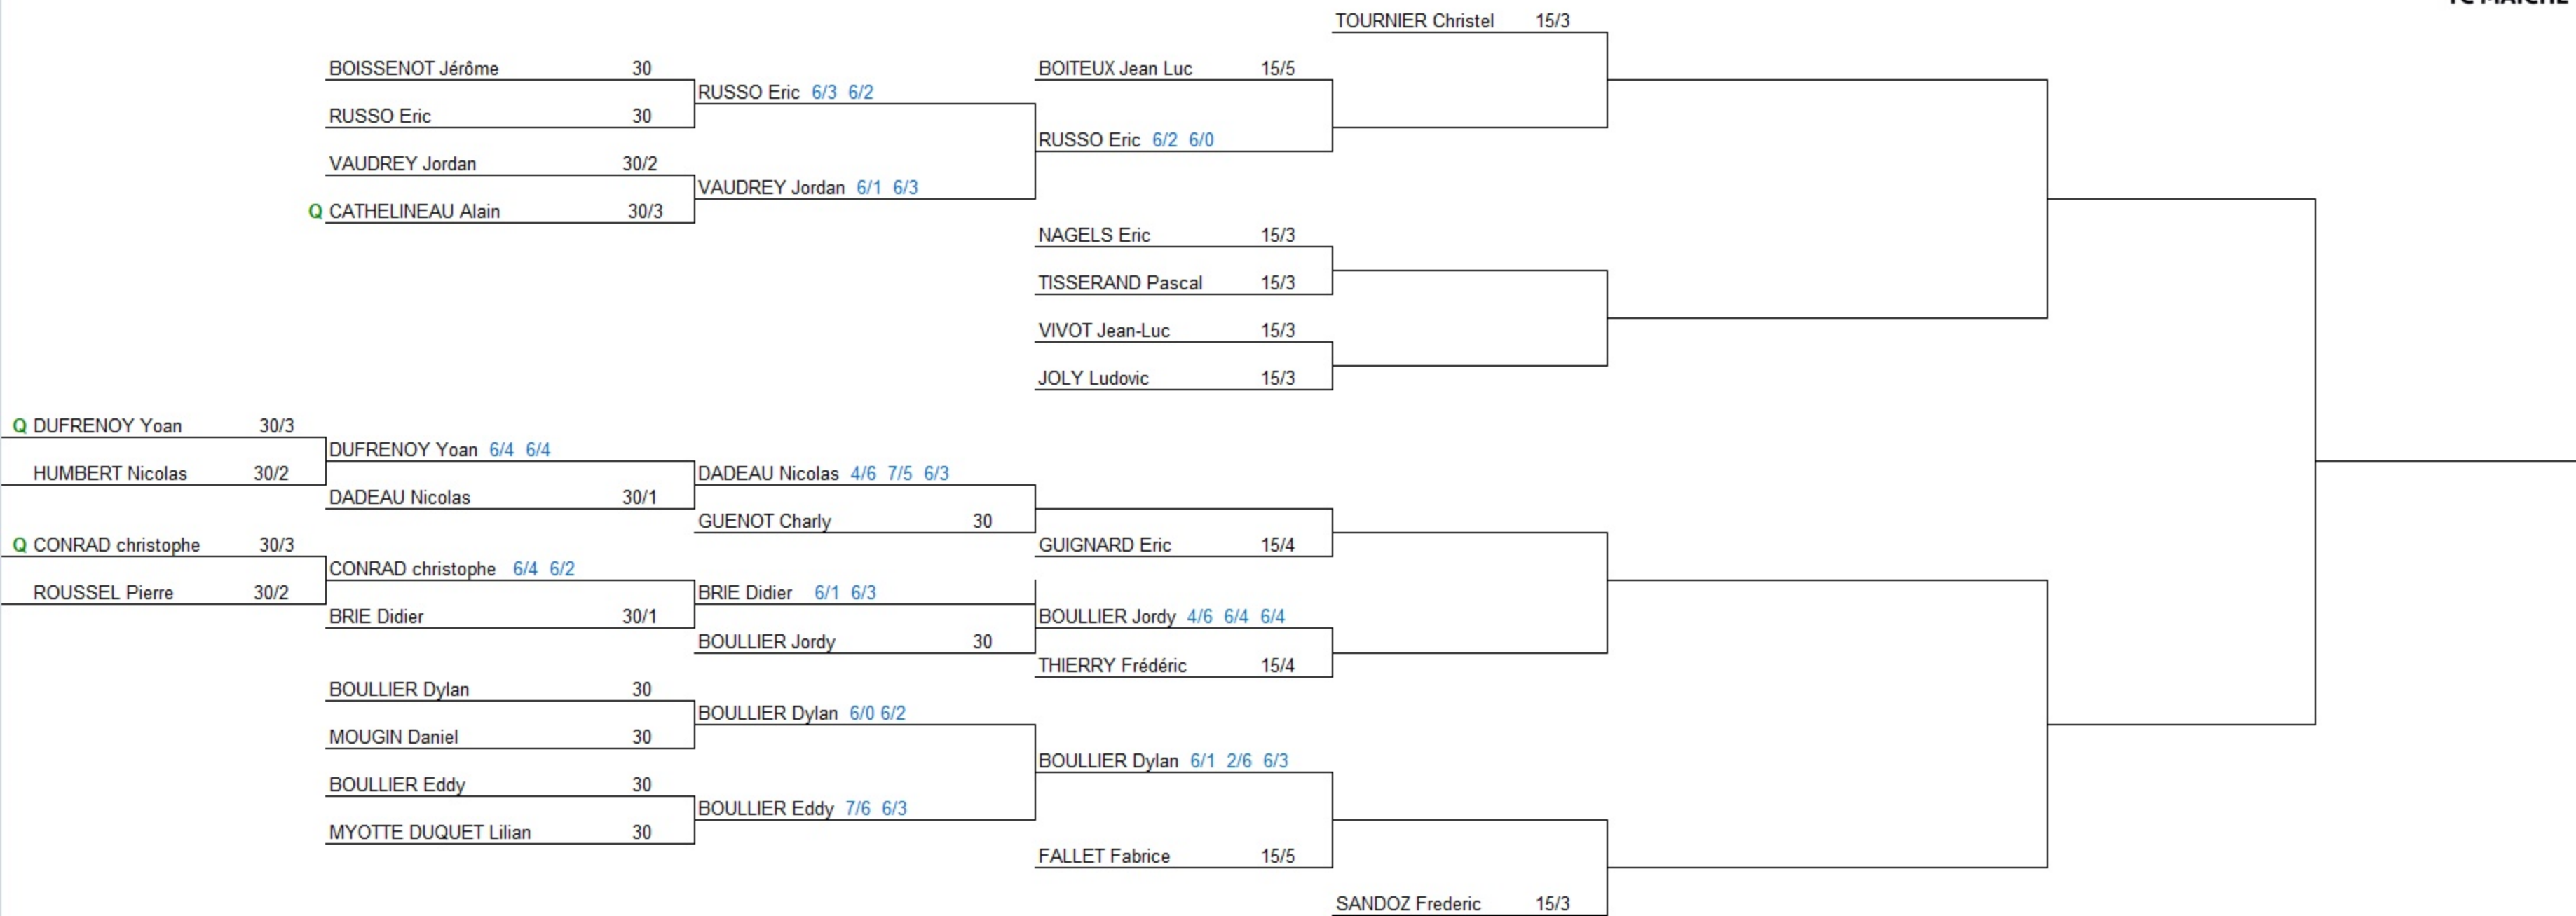 TOURNIER Christel 15/3
BOISSENOT Jérôme 30
BOITEUX Jean Luc 15/5
RUSSO Eric 6/3 6/2
RUSSO Eric 30
RUSSO Eric 6/2 6/0
VAUDREY Jordan 30/2
VAUDREY Jordan 6/1 6/3
Q CATHELINEAU Alain 30/3
NAGELS Eric 15/3
TISSERAND Pascal 15/3
VIVOT Jean-Luc 15/3
JOLY Ludovic 15/3
Q DUFRENOY Yoan 30/3
DUFRENOY Yoan 6/4 6/4
HUMBERT Nicolas 30/2
DADEAU Nicolas 4/6 7/5 6/3
DADEAU Nicolas 30/1
GUENOT Charly 30
Q CONRAD christophe 30/3
GUIGNARD Eric 15/4
CONRAD christophe 6/4 6/2
ROUSSEL Pierre 30/2
BRIE Didier 6/1 6/3
BRIE Didier 30/1
BOULLIER Jordy 4/6 6/4 6/4
BOULLIER Jordy 30
THIERRY Frédéric 15/4
BOULLIER Dylan 30
BOULLIER Dylan 6/0 6/2
MOUGIN Daniel 30
BOULLIER Dylan 6/1 2/6 6/3
BOULLIER Eddy 30
BOULLIER Eddy 7/6 6/3
MYOTTE DUQUET Lilian 30
FALLET Fabrice 15/5
SANDOZ Frederic 15/3